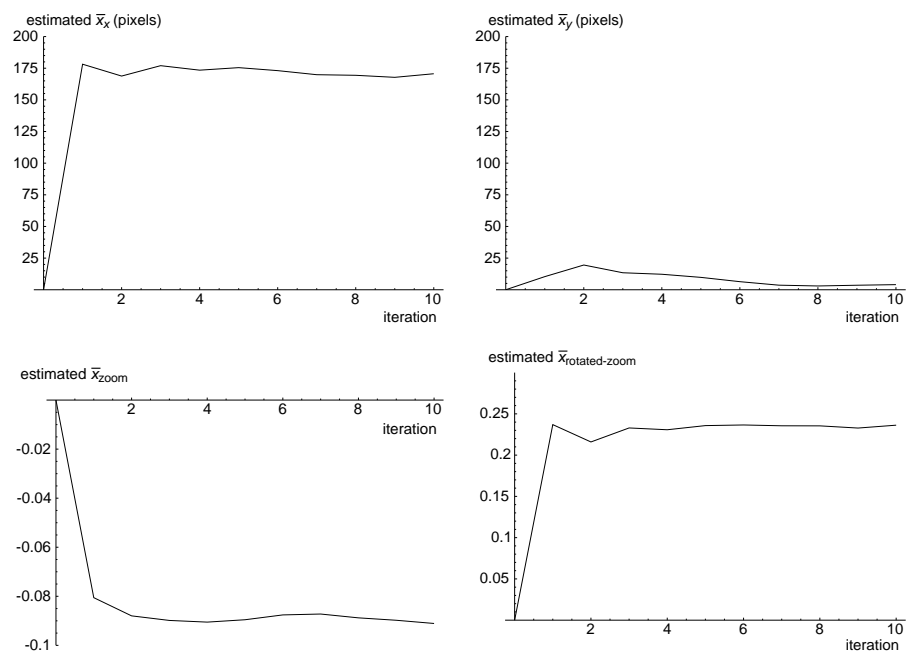 estimated x̄x (pixels)
200
175
150
125
100
75
50
25
2 4 6 8 10
iteration
estimated x̄y (pixels)
200
175
150
125
100
75
50
25
2 4 6 8 10
iteration
estimated x̄zoom
2 4 6 8 10
iteration
-0.02
-0.04
-0.06
-0.08
-0.1
estimated x̄rotated-zoom
0.25
0.2
0.15
0.1
0.05
2 4 6 8 10
iteration